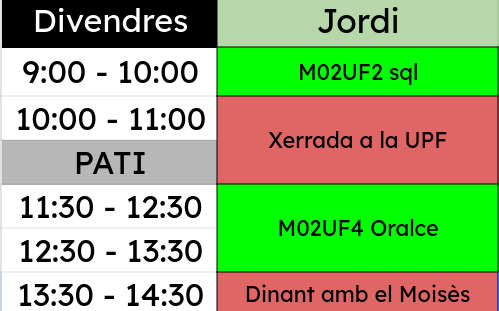 Divendres Jordi
9:00 - 10:00 M02UF2 sql
10:00 - 11:00
Xerrada a la UPF
PATI
11:30 - 12:30
M02UF4 Oralce
12:30 - 13:30
13:30 - 14:30 Dinant amb el Moisès